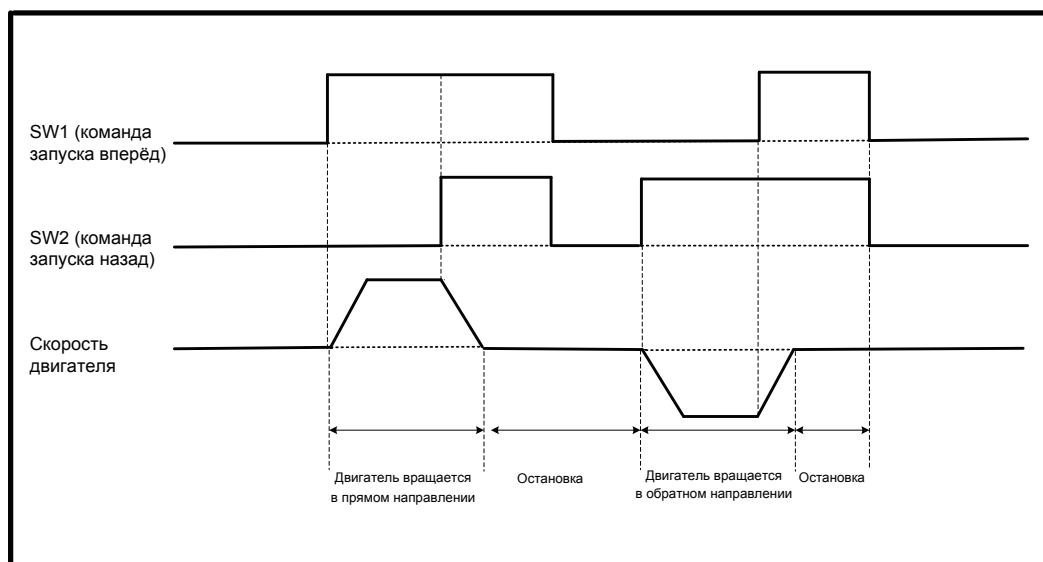 SW1 (команда
запуска вперёд)
SW2 (команда
запуска назад)
Скорость
двигателя
Двигатель вращается
в прямом направлении
Остановка
Двигатель вращается
в обратном направлении
Остановка